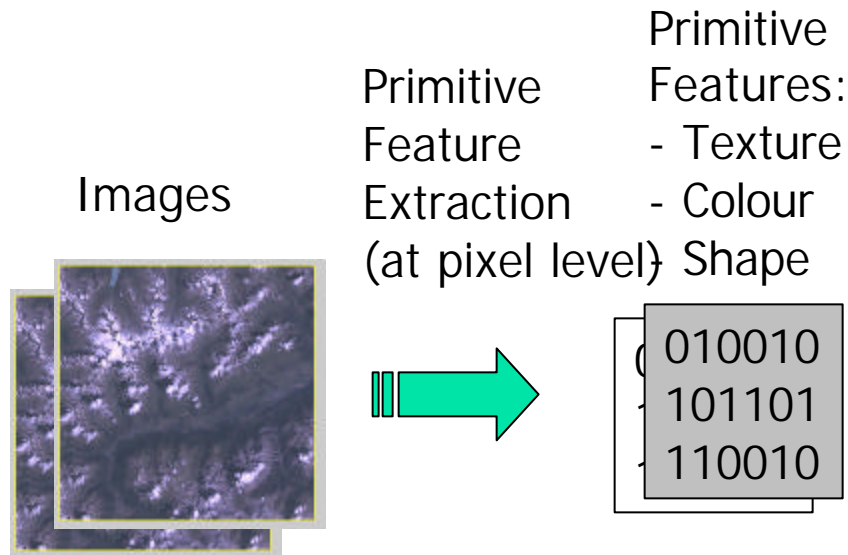 Images
Primitive
Feature
Extraction
(at pixel level)
Primitive
Features:
- Texture
- Colour
- Shape
010010
101101
110010